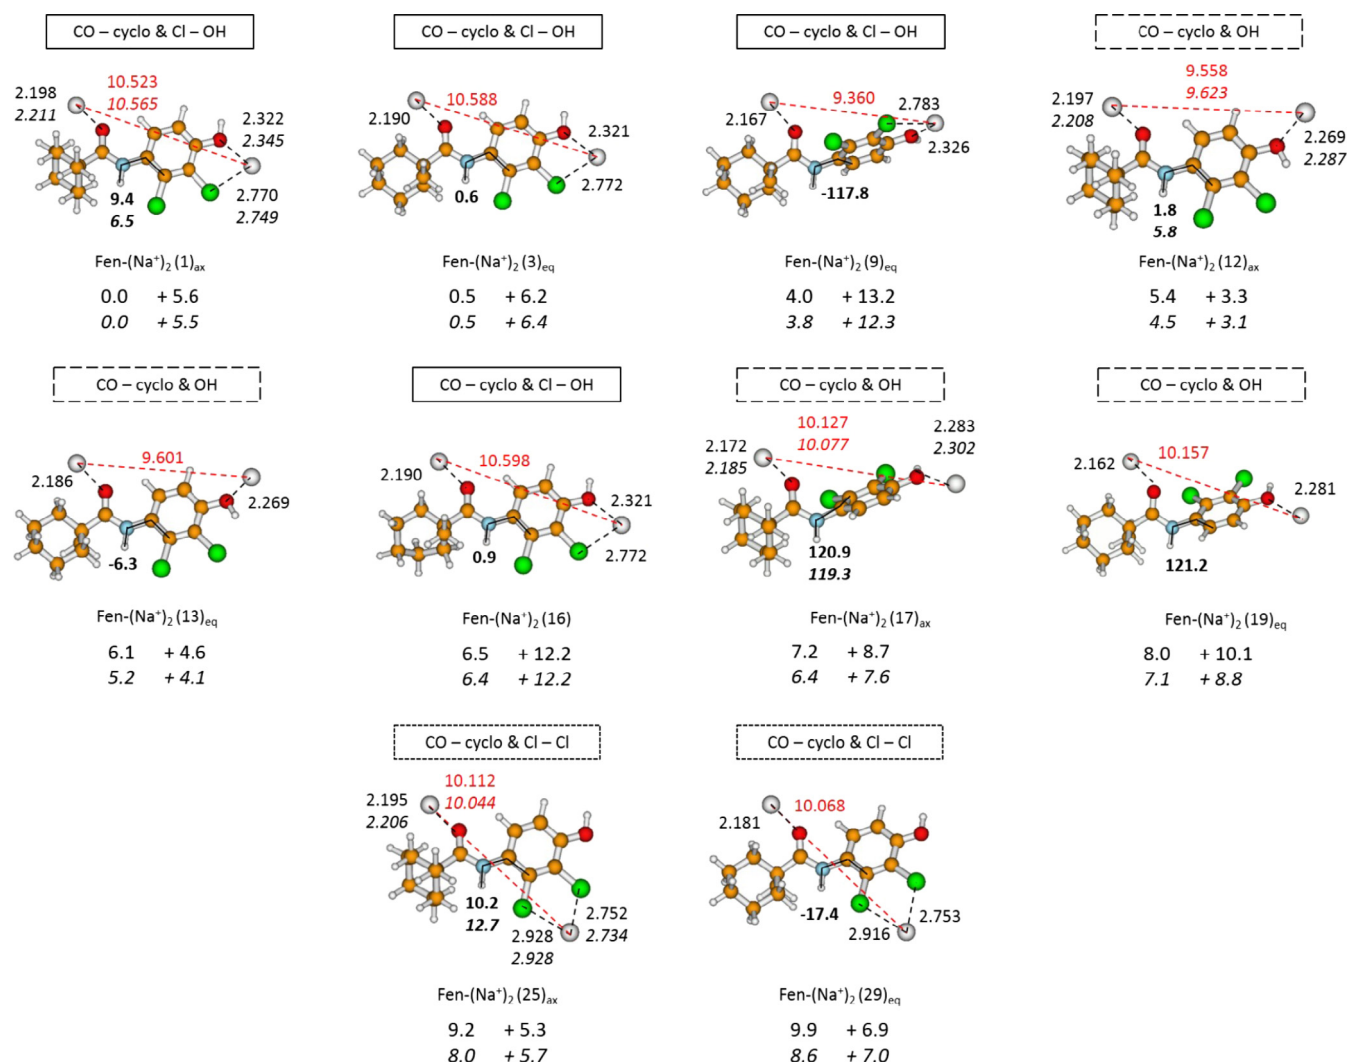 CO – cyclo & Cl – OH
CO – cyclo & Cl – OH
CO – cyclo & Cl – OH
CO – cyclo & OH
2.198
2.211
10.523
10.565
2.322
2.345
9.4
6.5
2.770
2.749
Fen-(Na⁺)₂ (1)ax
0.0 + 5.6
0.0 + 5.5
2.190
10.588
2.321
0.6
2.772
Fen-(Na⁺)₂ (3)eq
0.5 + 6.2
0.5 + 6.4
2.167
9.360
2.783
2.326
-117.8
Fen-(Na⁺)₂ (9)eq
4.0 + 13.2
3.8 + 12.3
2.197
2.208
9.558
9.623
2.269
2.287
1.8
5.8
Fen-(Na⁺)₂ (12)ax
5.4 + 3.3
4.5 + 3.1
CO – cyclo & OH
CO – cyclo & Cl – OH
CO – cyclo & OH
CO – cyclo & OH
2.186
9.601
2.269
-6.3
Fen-(Na⁺)₂ (13)eq
6.1 + 4.6
5.2 + 4.1
2.190
10.598
2.321
0.9
2.772
Fen-(Na⁺)₂ (16)
6.5 + 12.2
6.4 + 12.2
2.172
2.185
10.127
10.077
2.283
2.302
120.9
119.3
Fen-(Na⁺)₂ (17)ax
7.2 + 8.7
6.4 + 7.6
2.162
10.157
2.281
121.2
Fen-(Na⁺)₂ (19)eq
8.0 + 10.1
7.1 + 8.8
CO – cyclo & Cl – Cl
CO – cyclo & Cl – Cl
2.195
2.206
10.112
10.044
10.2
12.7
2.752
2.734
2.928
2.928
Fen-(Na⁺)₂ (25)ax
9.2 + 5.3
8.0 + 5.7
2.181
10.068
-17.4
2.753
2.916
Fen-(Na⁺)₂ (29)eq
9.9 + 6.9
8.6 + 7.0